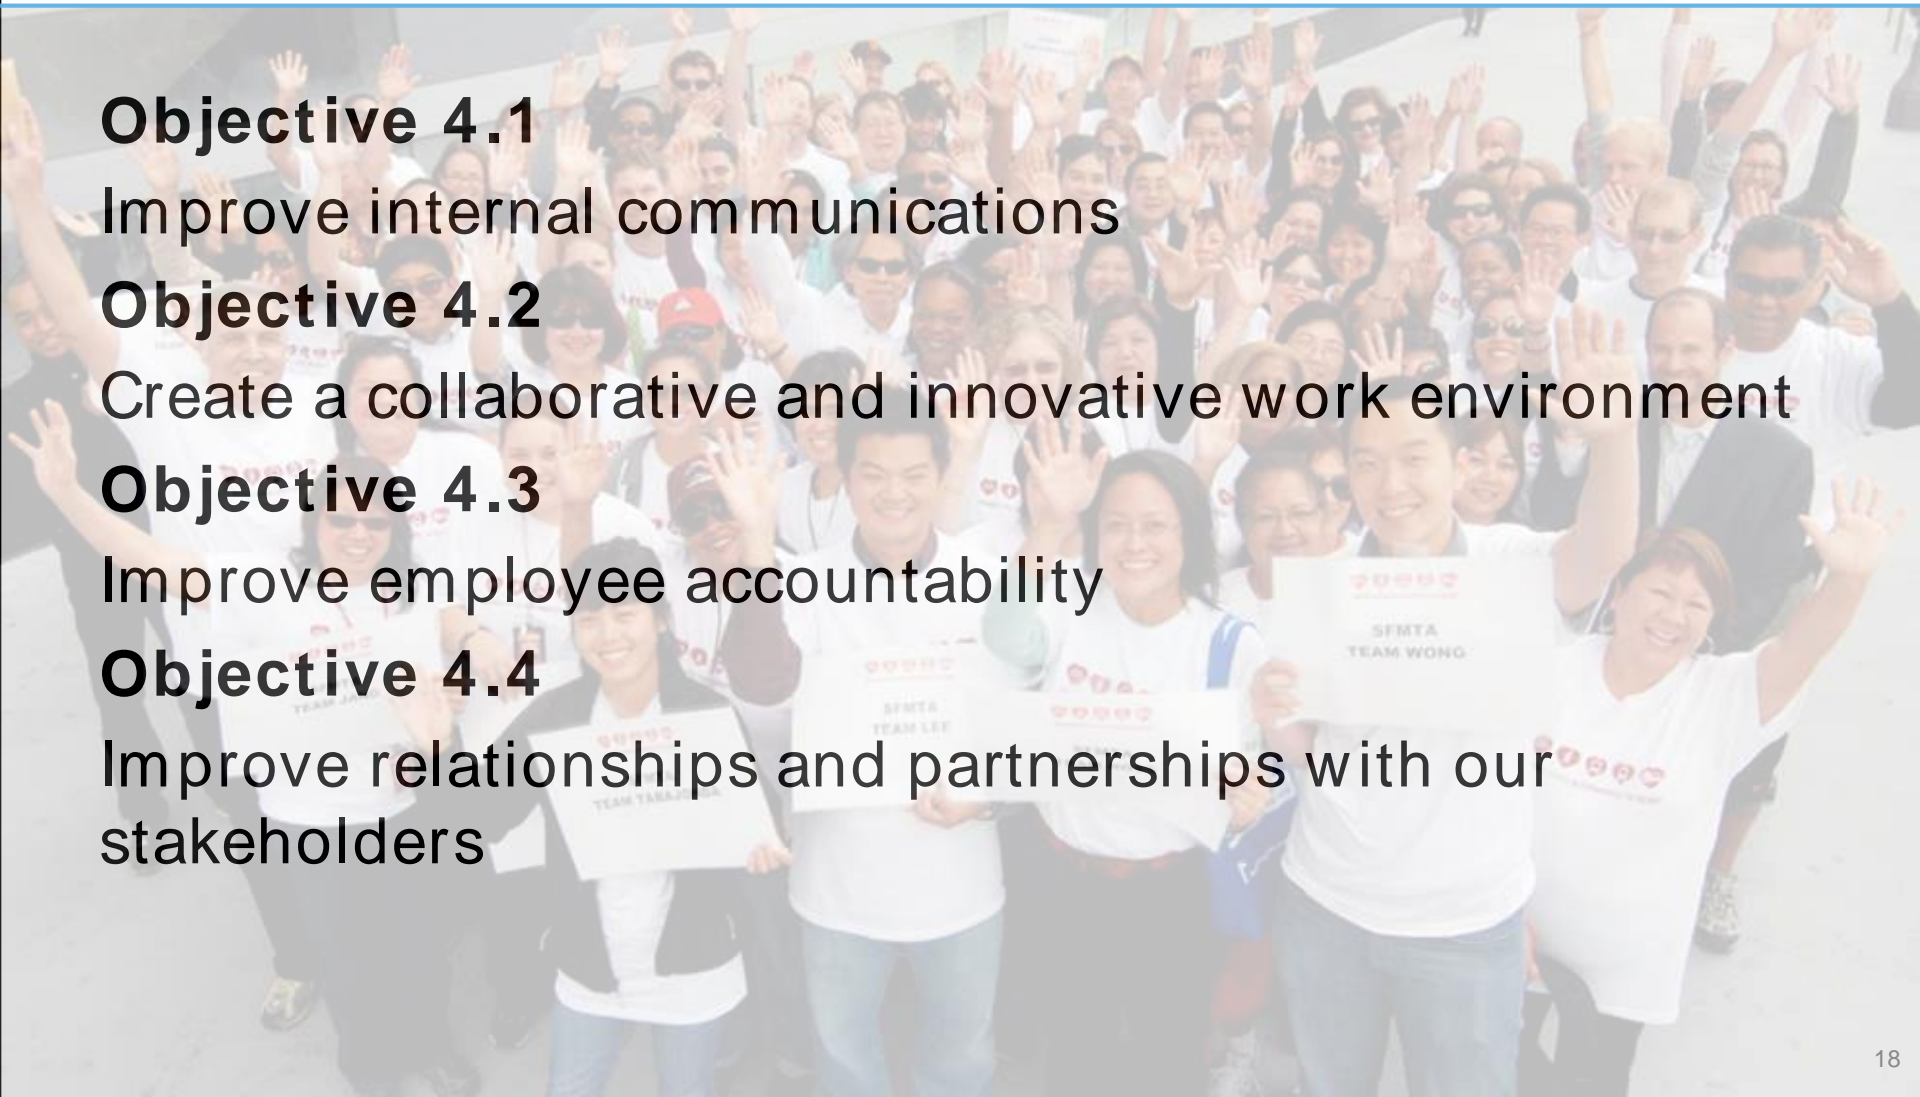 Objective 4.1
Improve internal communications
Objective 4.2
Create a collaborative and innovative work environment
Objective 4.3
Improve employee accountability
Objective 4.4
Improve relationships and partnerships with our
stakeholders
SFMTA
TEAM WONG
SFMTA
TEAM LEE
TEAM
TEAM
18